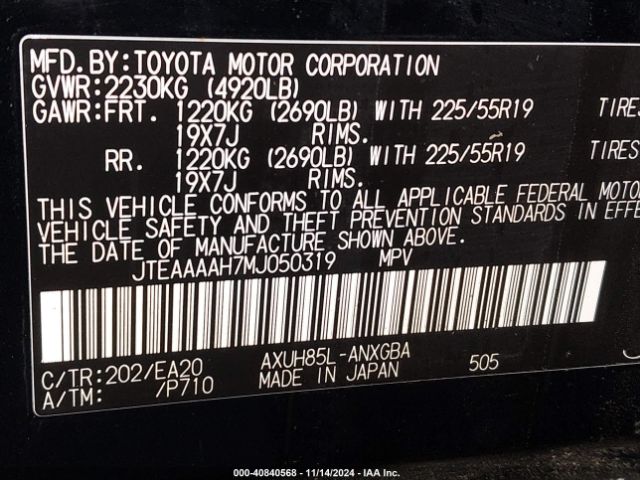 MFD.BY:TOYOTA MOTOR CORPORATION
GVWR:2230KG (4920LB)
GAWR:FRT. 1220KG (2690LB) WITH 225/55R19 TIRES
19X7J RIMS.
RR. 1220KG (2690LB) WITH 225/55R19 TIRES
19X7J RIMS.
THIS VEHICLE CONFORMS TO ALL APPLICABLE FEDERAL MOTO
VEHICLE SAFETY AND THEFT PREVENTION STANDARDS IN EFFE
DATE OF MANUFACTURE SHOWN ABOVE.
JTEAAAAH7MJ050319 MPV
C/TR:202/EA20 AXUH85L-ANXGBA 505
A/TM: /P710 MADE IN JAPAN
000-40840568 - 11/14/2024 - IAA Inc.